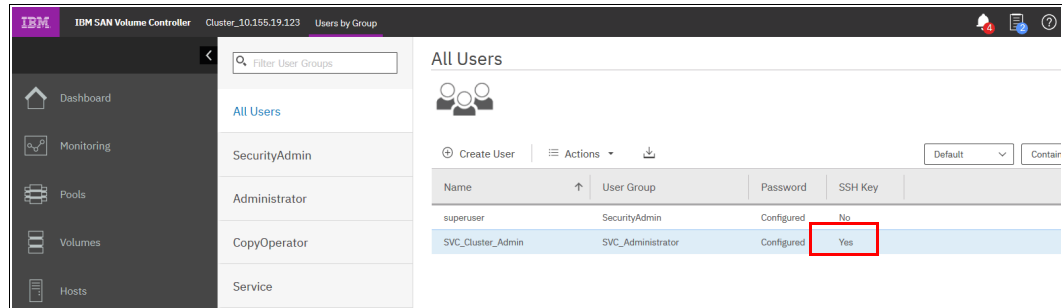 IBM IBM SAN Volume Controller Cluster_10.155.19.123 Users by Group 4 2 ?
Filter User Groups
All Users
Dashboard
All Users
Monitoring
SecurityAdmin
Create User Actions Default Contain
Name User Group Password SSH Key
Pools
Administrator
superuser SecurityAdmin Configured No
Volumes
CopyOperator
SVC_Cluster_Admin SVC_Administrator Configured Yes
Hosts
Service